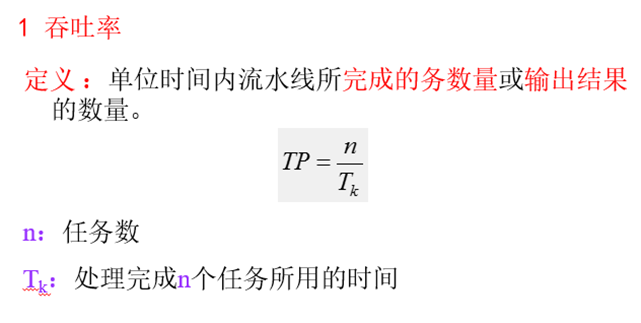 1 吞吐率
定义：单位时间内流水线所完成的务数量或输出结果
的数量。
TP = n / T_k
n：任务数
T_k：处理完成n个任务所用的时间